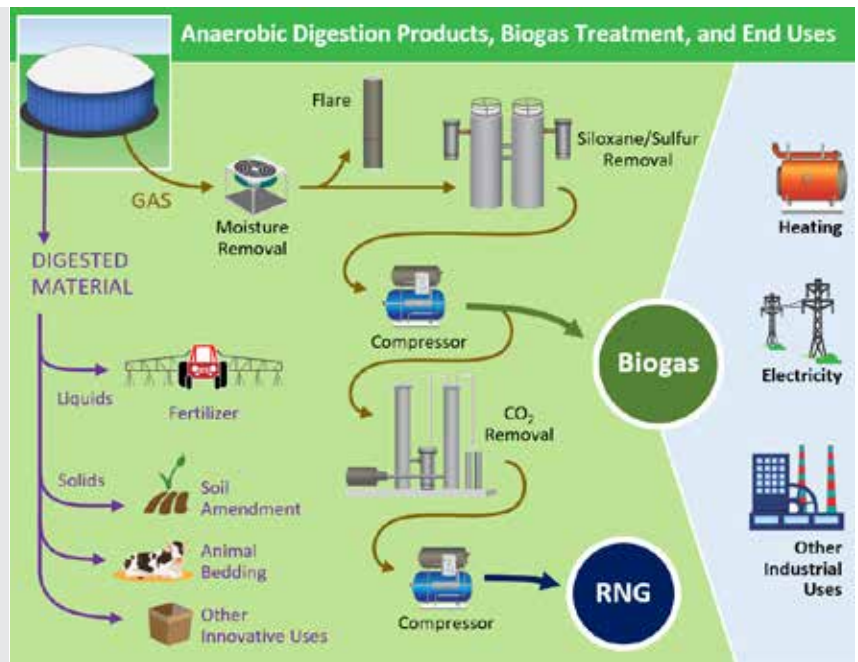 Anaerobic Digestion Products, Biogas Treatment, and End Uses
Flare
Siloxane/Sulfur
Removal
GAS
Moisture
Removal
Heating
DIGESTED
MATERIAL
Compressor
Biogas
Electricity
Liquids
Fertilizer
CO₂
Removal
Solids
Soil
Amendment
Animal
Bedding
Other
Industrial
Uses
Other
Innovative Uses
Compressor
RNG